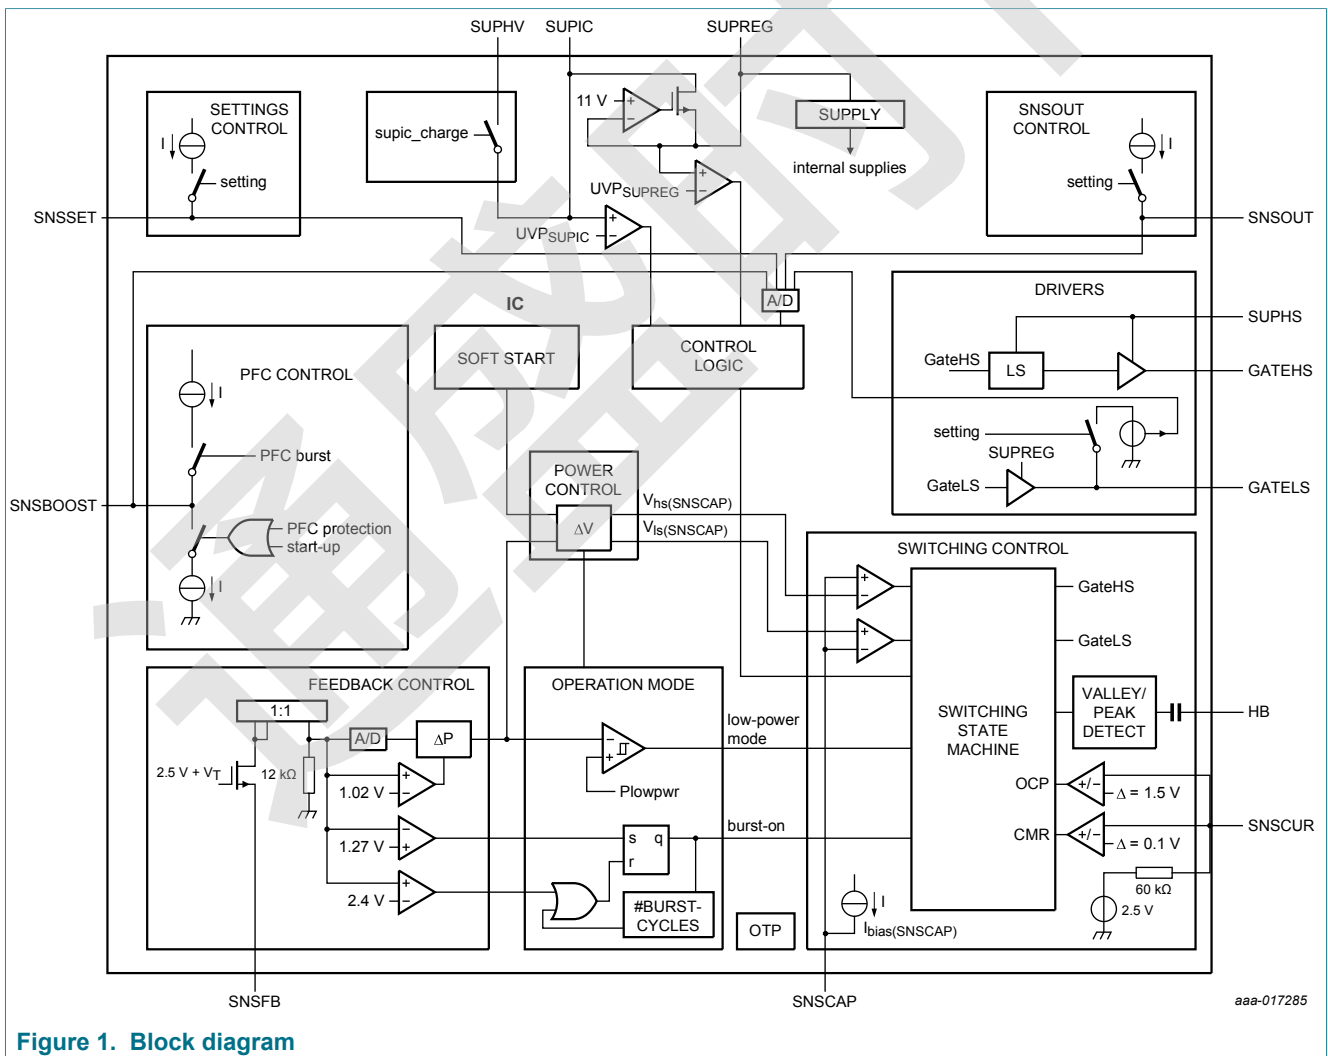 SUPHV SUPIC SUPREG
SETTINGS
CONTROL
I
setting
supic_charge
11 V
SUPPLY
internal supplies
SNSOUT
CONTROL
I
setting
UVPSUPREG
SNSSET
UVPSUPIC
SNSOUT
A/D
IC
DRIVERS
SUPHS
SOFT START
CONTROL
LOGIC
GateHS
LS
GATEHS
PFC CONTROL
I
PFC burst
setting
SUPREG
GateLS
GATELS
SNSBOOST
POWER
CONTROL
ΔV
Vhs(SNSCAP)
Vls(SNSCAP)
PFC protection
start-up
I
SWITCHING CONTROL
GateHS
GateLS
FEEDBACK CONTROL
1:1
A/D
ΔP
2.5 V + VT
12 kΩ
1.02 V
1.27 V
2.4 V
OPERATION MODE
low-power
mode
Plowpwr
burst-on
s q
r
#BURST-
CYCLES
OTP
SWITCHING
STATE
MACHINE
VALLEY/
PEAK
DETECT
HB
OCP
+/-
Δ = 1.5 V
SNSCUR
CMR
+/-
Δ = 0.1 V
60 kΩ
2.5 V
I
Ibias(SNSCAP)
SNSFB
SNSCAP
aaa-017285
Figure 1. Block diagram
通盛的